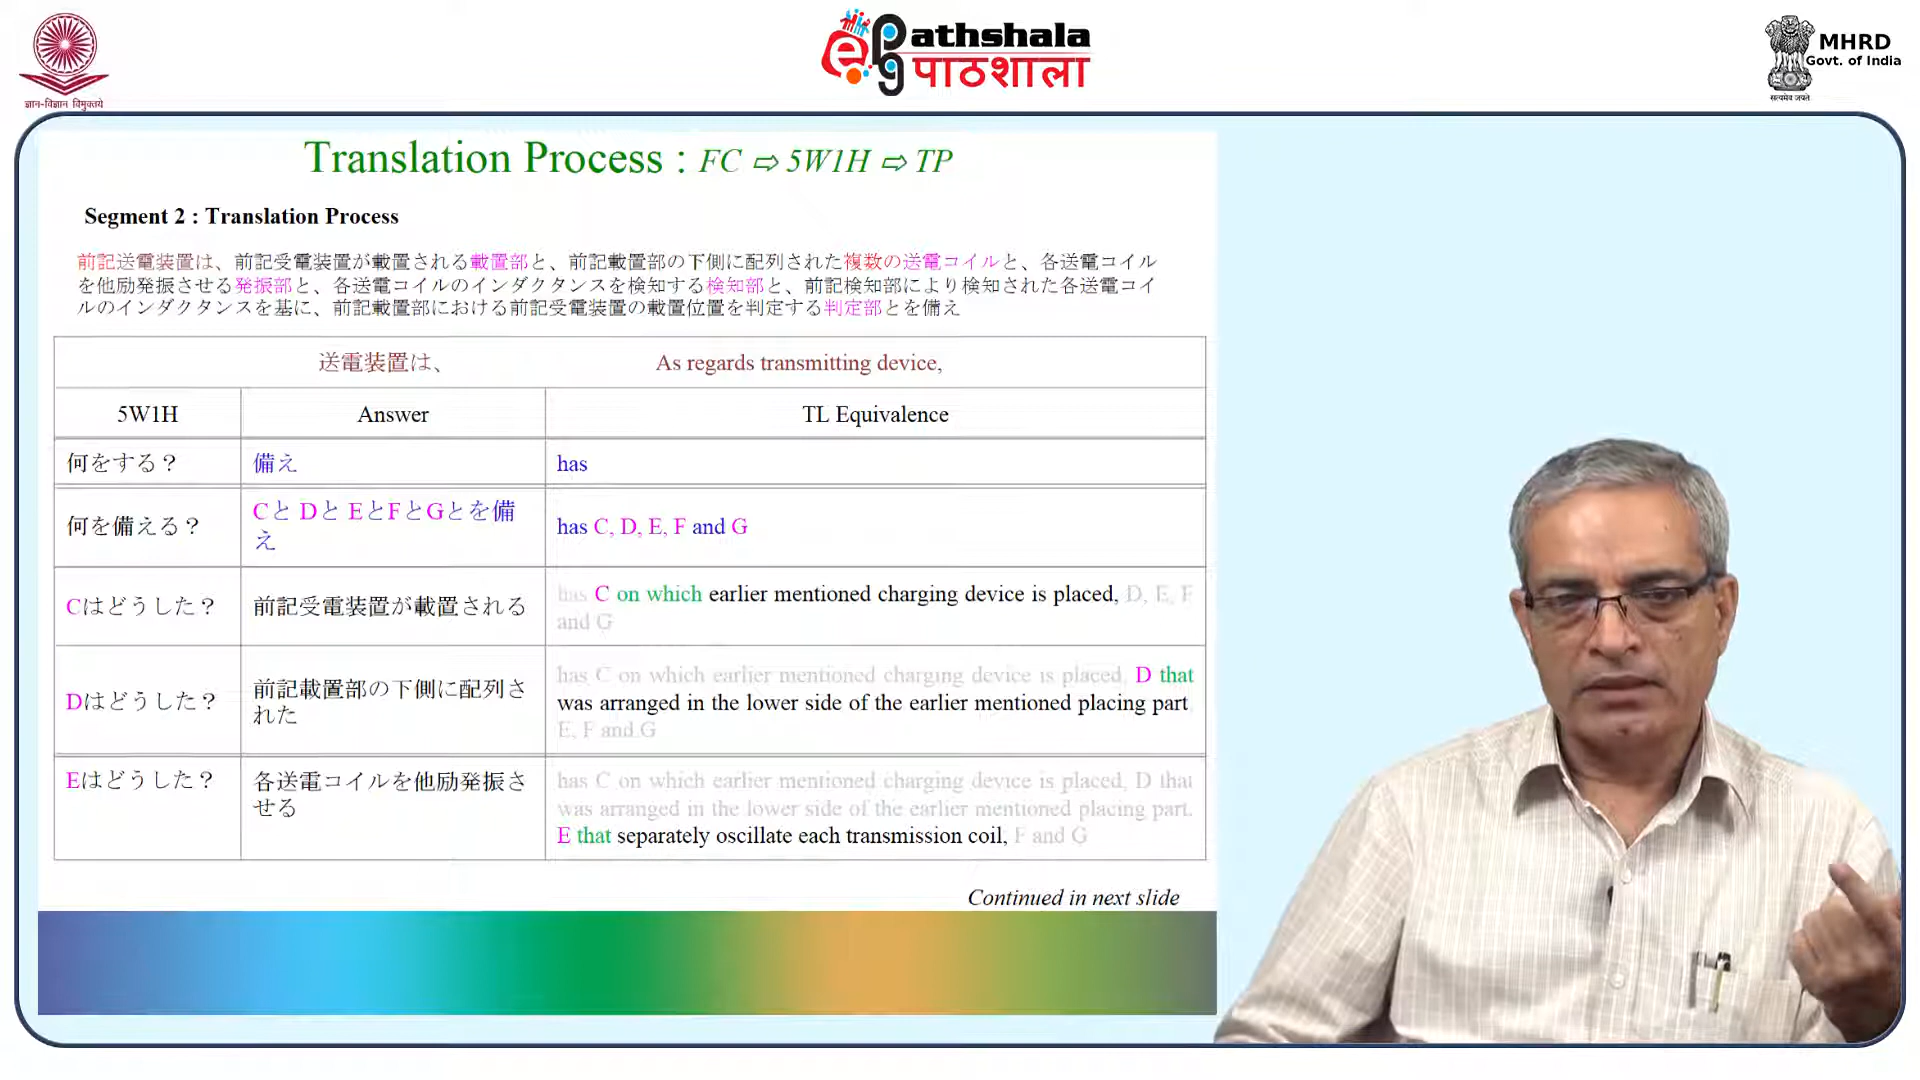 ज्ञान-विज्ञान विमुक्तये
ePathshala
पाठशाला
MHRD
Govt. of India
सत्यमेव जयते
Translation Process : FC ⇨ 5W1H ⇨ TP
Segment 2 : Translation Process
前記送電装置は、前記受電装置が載置される載置部と、前記載置部の下側に配列された複数の送電コイルと、各送電コイル
を他励発振させる発振部と、各送電コイルのインダクタンスを検知する検知部と、前記検知部により検知された各送電コイ
ルのインダクタンスを基に、前記載置部における前記受電装置の載置位置を判定する判定部とを備え
送電装置は、 As regards transmitting device,
5W1H Answer TL Equivalence
何をする？ 備え has
何を備える？ Cと Dと EとFとGとを備
え
has C, D, E, F and G
Cはどうした？ 前記受電装置が載置される
has C on which earlier mentioned charging device is placed, D, E, F
and G
Dはどうした？ 前記載置部の下側に配列さ
れた
has C on which earlier mentioned charging device is placed, D that
was arranged in the lower side of the earlier mentioned placing part
E, F and G
Eはどうした？ 各送電コイルを他励発振さ
せる
has C on which earlier mentioned charging device is placed, D that
was arranged in the lower side of the earlier mentioned placing part.
E that separately oscillate each transmission coil, F and G
Continued in next slide